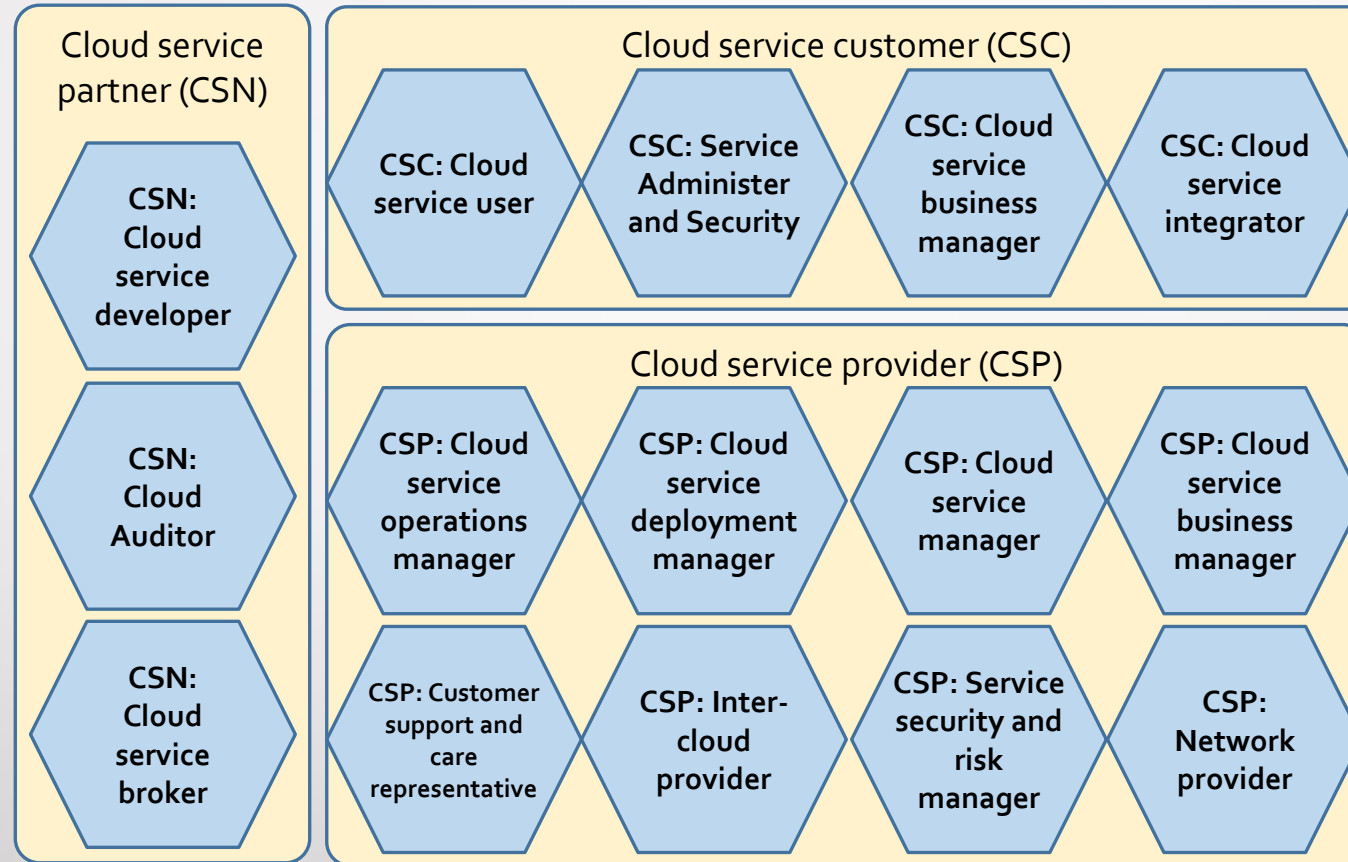 Cloud service
partner (CSN)
CSN:
Cloud
service
developer
CSN:
Cloud
Auditor
CSN:
Cloud
service
broker
Cloud service customer (CSC)
CSC: Cloud
service user
CSC: Service
Administer
and Security
CSC: Cloud
service
business
manager
CSC: Cloud
service
integrator
Cloud service provider (CSP)
CSP: Cloud
service
operations
manager
CSP: Cloud
service
deployment
manager
CSP: Cloud
service
manager
CSP: Cloud
service
business
manager
CSP: Customer
support and
care
representative
CSP: Inter-
cloud
provider
CSP: Service
security and
risk
manager
CSP:
Network
provider